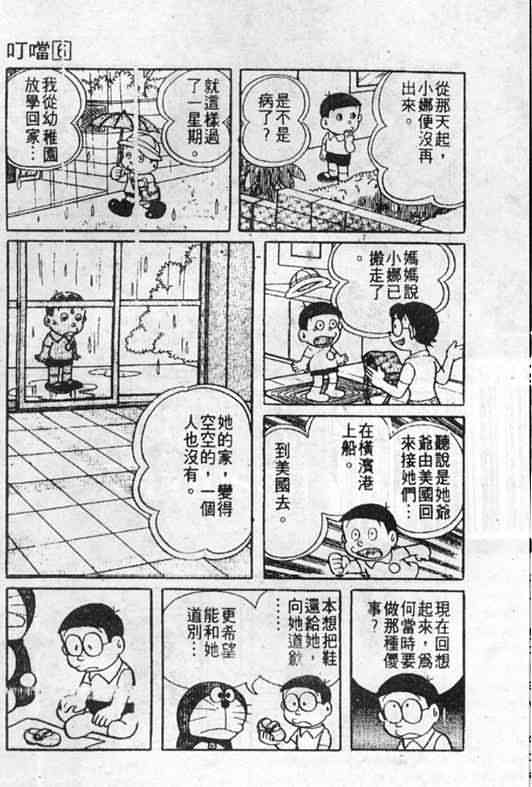 叮噹6
從那天起，
小娜便沒再
出來。
是不是
病了？
就這樣過
了一星期。
我從幼稚園
放學回家…
媽媽說
小娜已
搬走了
。
她的家，變得
空空的，一個
人也沒有。
聽說是她爺
爺由美國回
來接她們…
在橫濱港
上船。
到美國去。
現在回想
起來，爲
何當時要
做那種儍
事？
本想把鞋
還給她，
向她道歉
……
更希望
能和她
道別…